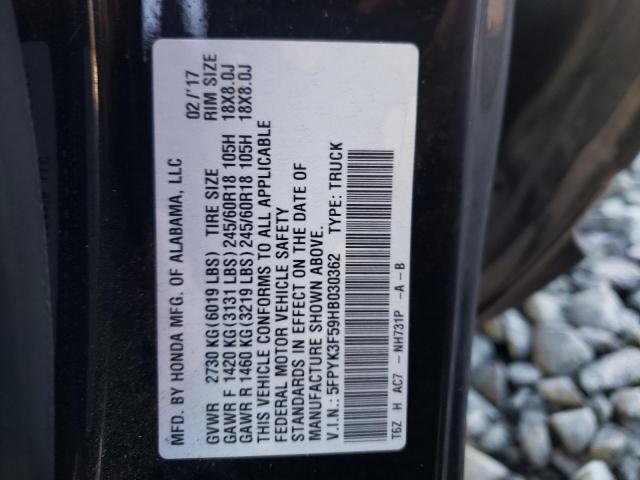 MFD. BY HONDA MFG. OF ALABAMA, LLC 02/'17
GVWR 2730 KG(6019 LBS) TIRE SIZE RIM SIZE
GAWR F 1420 KG(3131 LBS) 245/60R18 105H 18X8.0J
GAWR R 1460 KG(3219 LBS) 245/60R18 105H 18X8.0J
THIS VEHICLE CONFORMS TO ALL APPLICABLE
FEDERAL MOTOR VEHICLE SAFETY
STANDARDS IN EFFECT ON THE DATE OF
MANUFACTURE SHOWN ABOVE.
V.I.N.: 5FPYK3F59HB030362 TYPE: TRUCK
T6Z H AC7 -NH731P -A-B